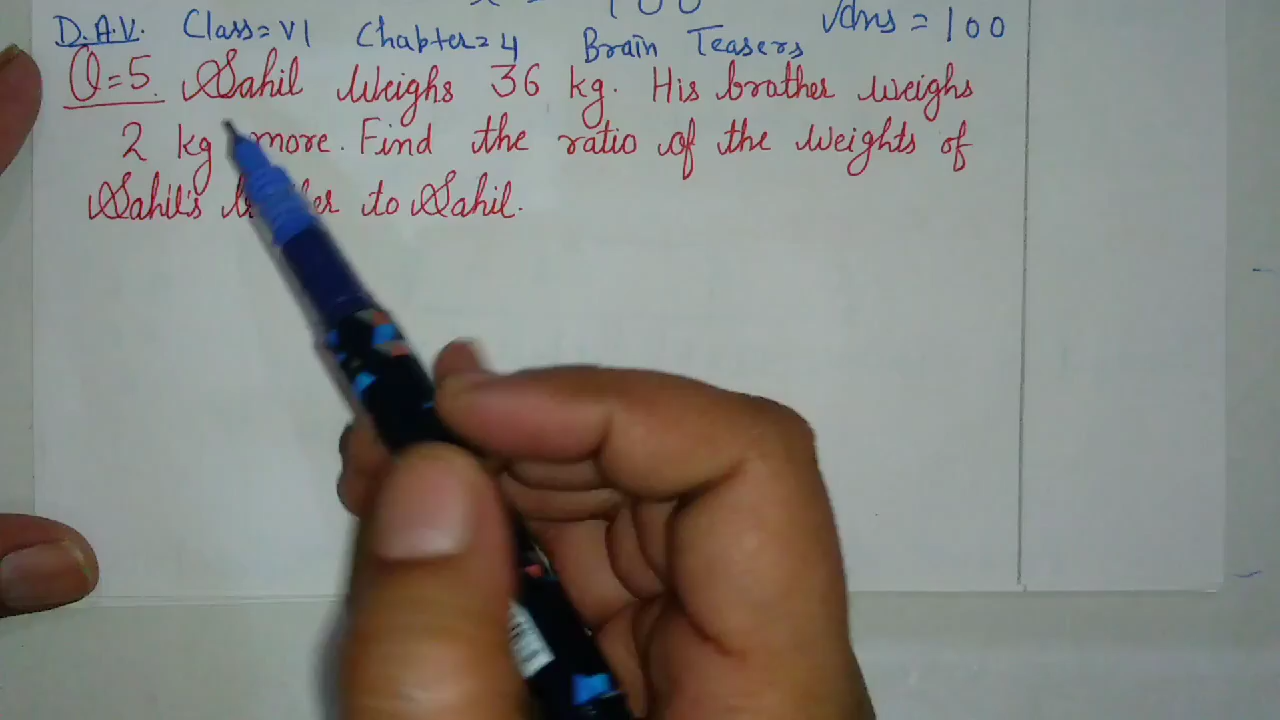 D.A.V. Class=VI Chapter=4 Brain Teasers √ans = 100
Q=5. Sahil Weighs 36 kg. His brather weighs
2 kg more. Find the ratio of the weights of
Sahil's to Sahil.